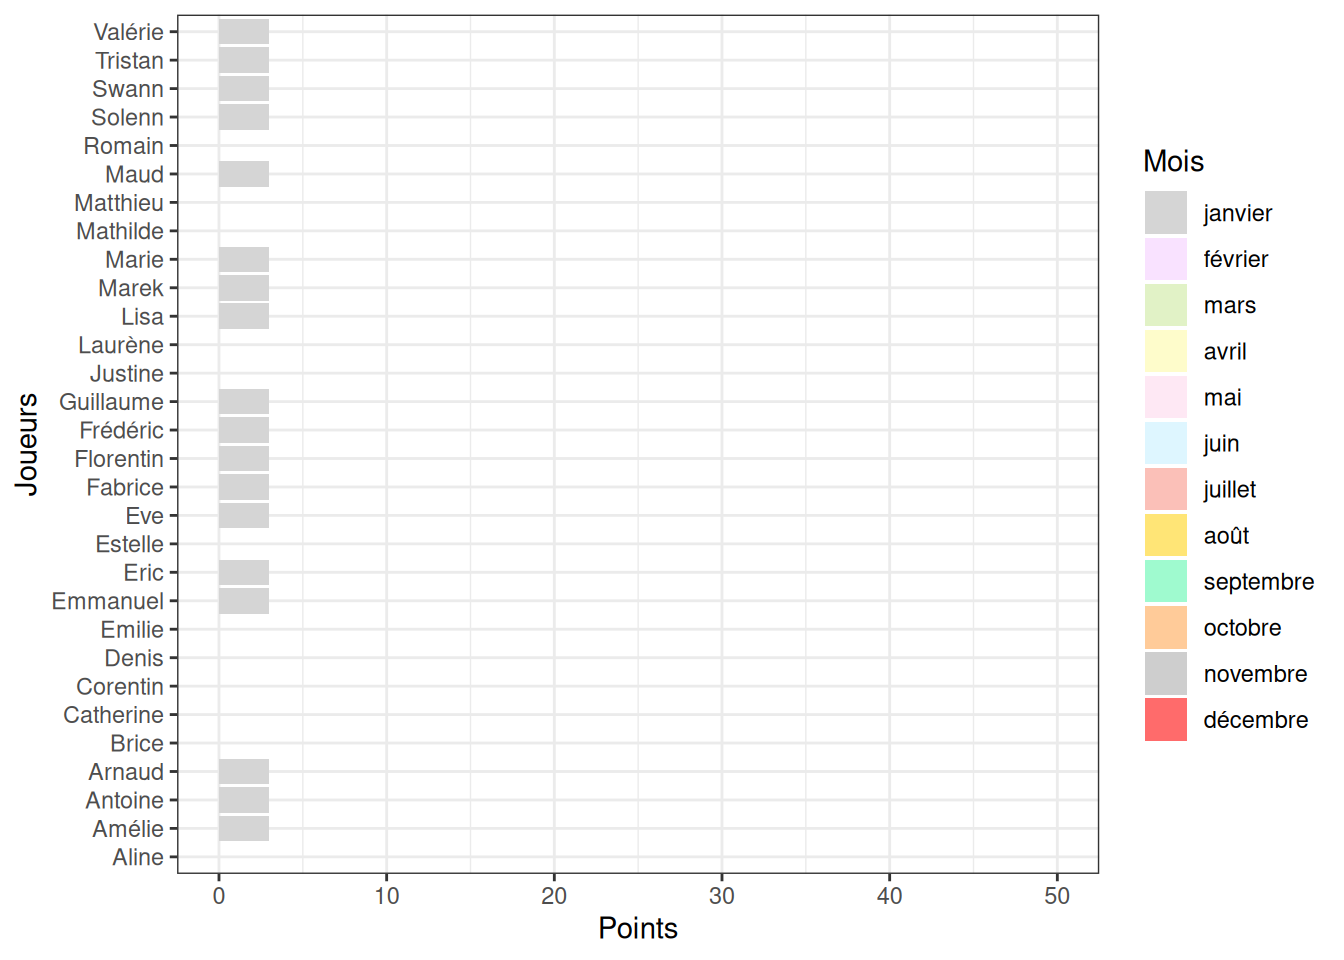 Joueurs
Valérie
Tristan
Swann
Solenn
Romain
Maud
Matthieu
Mathilde
Marie
Marek
Lisa
Laurène
Justine
Guillaume
Frédéric
Florentin
Fabrice
Eve
Estelle
Eric
Emmanuel
Emilie
Denis
Corentin
Catherine
Brice
Arnaud
Antoine
Amélie
Aline
0 10 20 30 40 50
Points
Mois
janvier
février
mars
avril
mai
juin
juillet
août
septembre
octobre
novembre
décembre